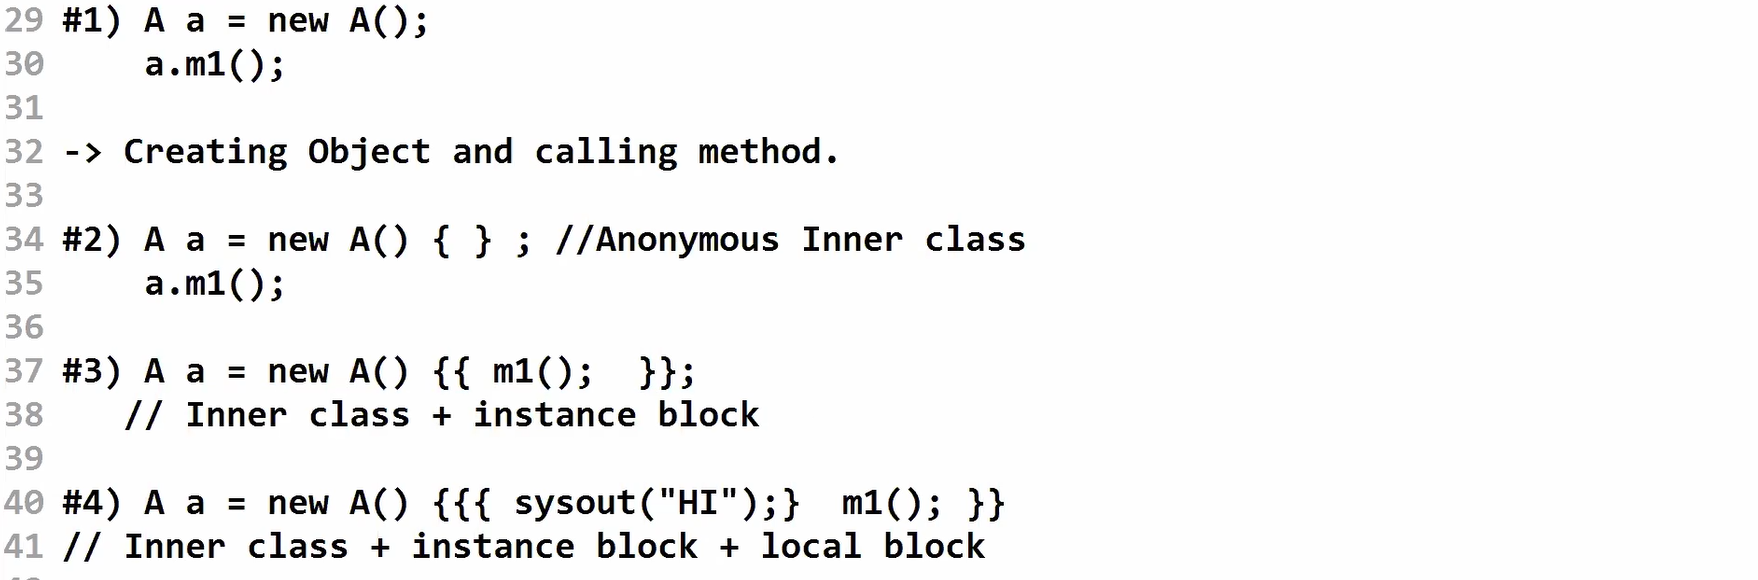 29 #1) A a = new A();
30     a.m1();
31
32 -> Creating Object and calling method.
33
34 #2) A a = new A() { } ; //Anonymous Inner class
35     a.m1();
36
37 #3) A a = new A() {{ m1();  }};
38    // Inner class + instance block
39
40 #4) A a = new A() {{{ sysout("HI");}  m1(); }}
41 // Inner class + instance block + local block